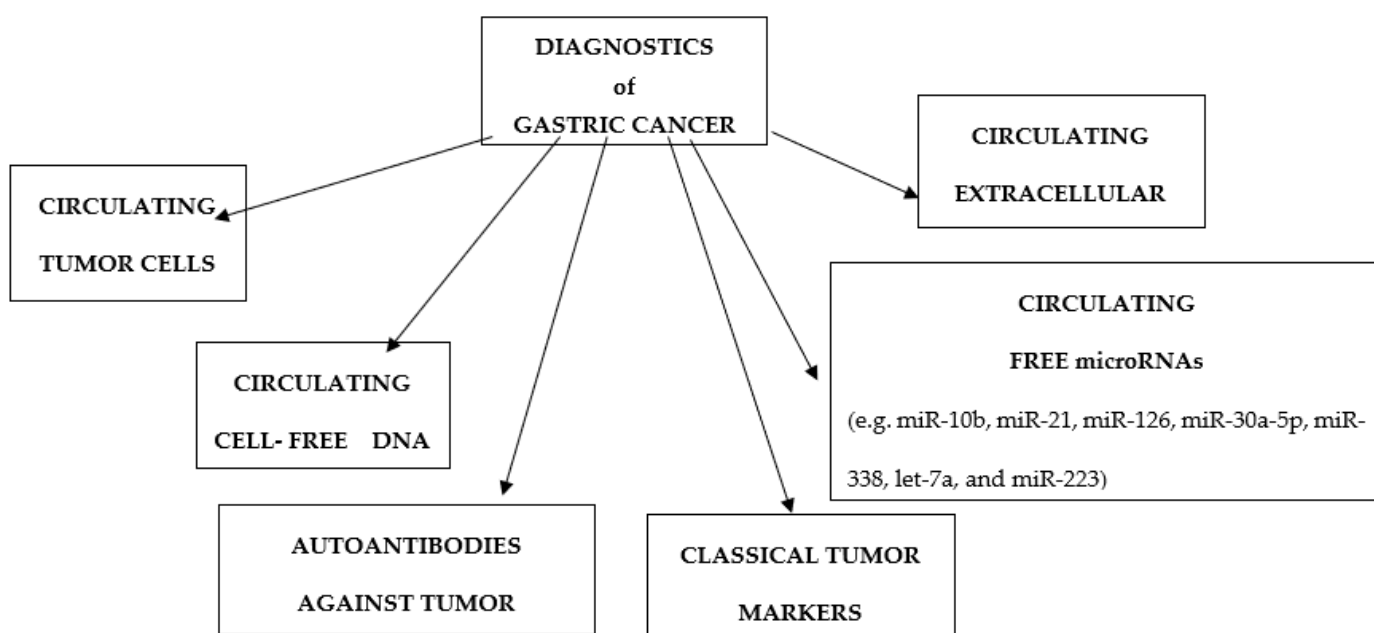 DIAGNOSTICS
of
GASTRIC CANCER
CIRCULATING
EXTRACELLULAR
CIRCULATING
TUMOR CELLS
CIRCULATING
FREE microRNAs
(e.g. miR-10b, miR-21, miR-126, miR-30a-5p, miR-
338, let-7a, and miR-223)
CIRCULATING
CELL- FREE DNA
AUTOANTIBODIES
AGAINST TUMOR
CLASSICAL TUMOR
MARKERS